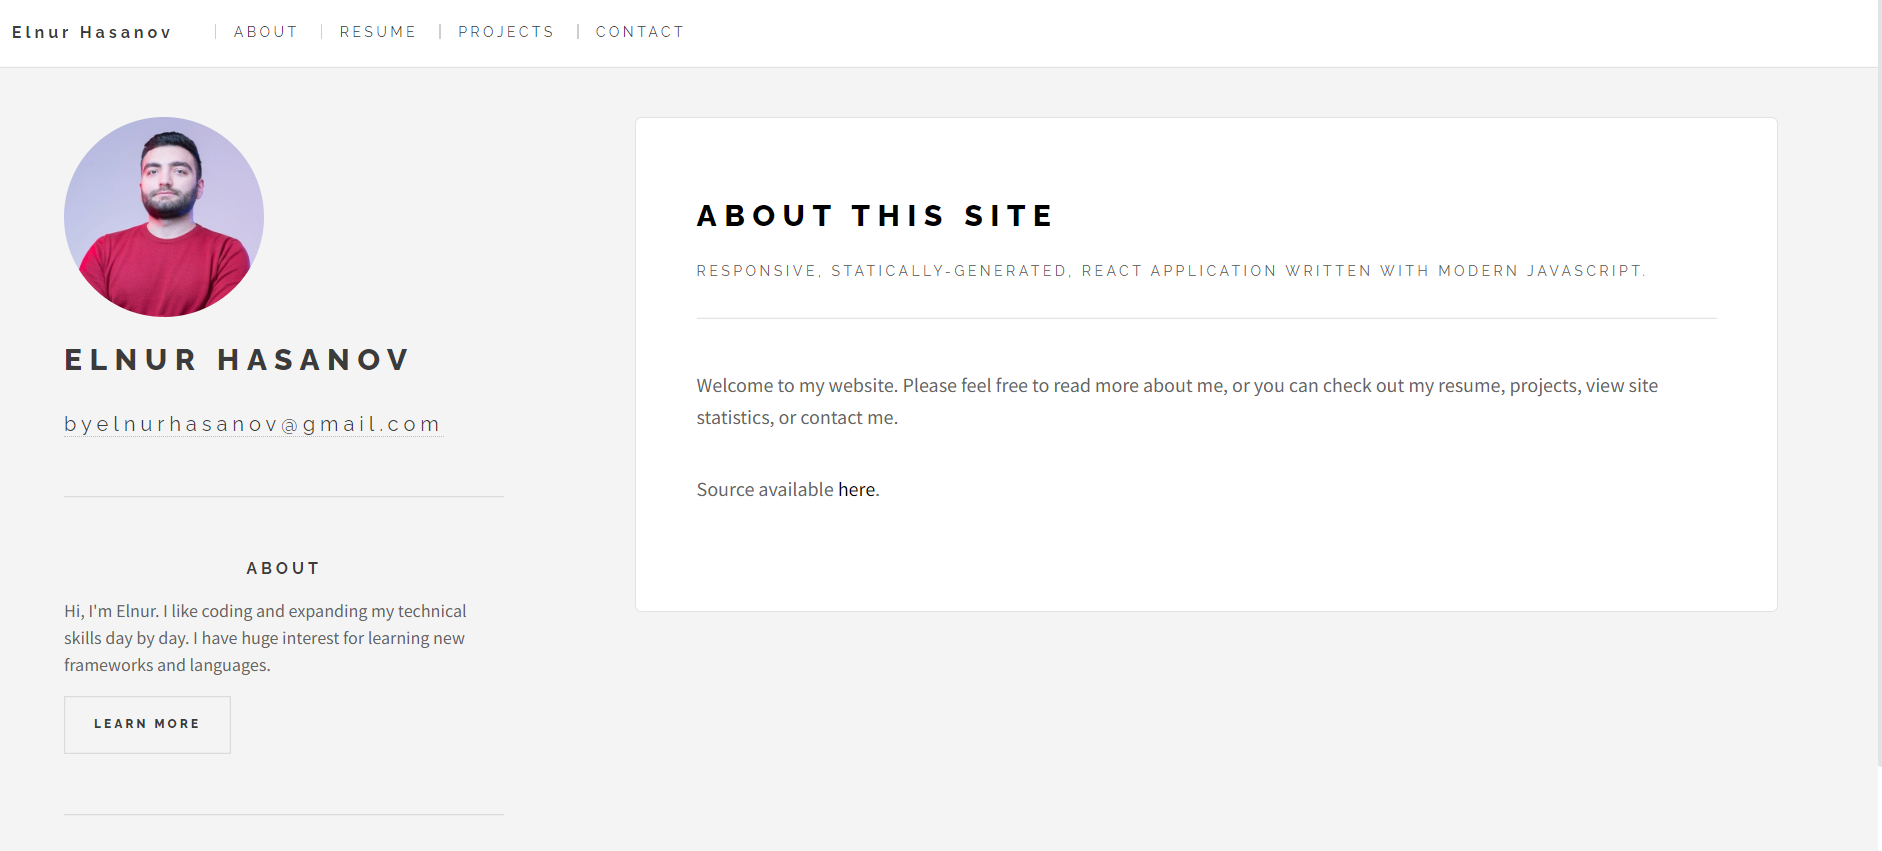 Elnur Hasanov
ABOUT
RESUME
PROJECTS
CONTACT
ELNUR HASANOV
byelnurhasanov@gmail.com
ABOUT
Hi, I'm Elnur. I like coding and expanding my technical
skills day by day. I have huge interest for learning new
frameworks and languages.
LEARN MORE
ABOUT THIS SITE
RESPONSIVE, STATICALLY-GENERATED, REACT APPLICATION WRITTEN WITH MODERN JAVASCRIPT.
Welcome to my website. Please feel free to read more about me, or you can check out my resume, projects, view site
statistics, or contact me.
Source available here.